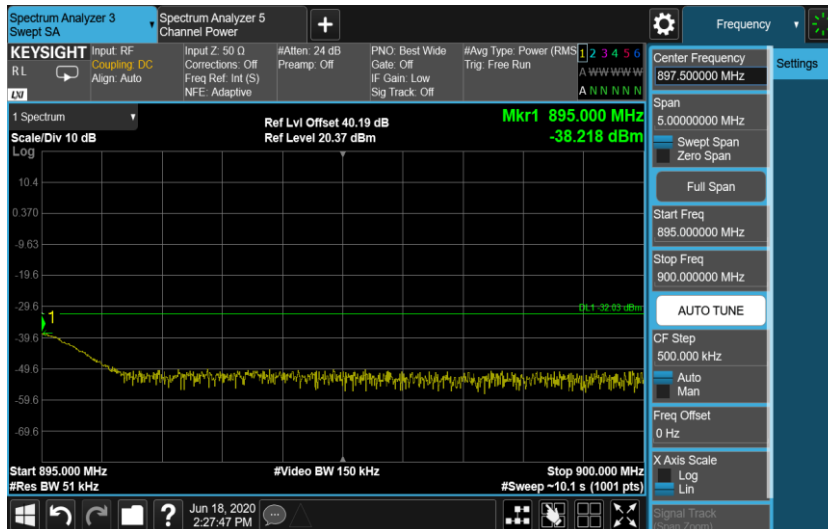 Spectrum Analyzer 3
Swept SA
Spectrum Analyzer 5
Channel Power
Frequency
KEYSIGHT
RL
LXI
Input: RF
Coupling: DC
Align: Auto
Input Z: 50 Ω
Corrections: Off
Freq Ref: Int (S)
NFE: Adaptive
#Atten: 24 dB
Preamp: Off
PNO: Best Wide
Gate: Off
IF Gain: Low
Sig Track: Off
#Avg Type: Power (RMS
Trig: Free Run
1 2 3 4 5 6
A W W W W W
A N N N N N
1 Spectrum
Scale/Div 10 dB
Log
Ref Lvl Offset 40.19 dB
Ref Level 20.37 dBm
Mkr1 895.000 MHz
-38.218 dBm
10.4
0.370
-9.63
-19.6
-29.6
-39.6
-49.6
-59.6
-69.6
1
DL1 -32.03 dBm
Start 895.000 MHz
#Res BW 51 kHz
#Video BW 150 kHz
Stop 900.000 MHz
#Sweep ~10.1 s (1001 pts)
Jun 18, 2020
2:27:47 PM
Center Frequency
897.500000 MHz
Settings
Span
5.00000000 MHz
Swept Span
Zero Span
Full Span
Start Freq
895.000000 MHz
Stop Freq
900.000000 MHz
AUTO TUNE
CF Step
500.000 kHz
Auto
Man
Freq Offset
0 Hz
X Axis Scale
Log
Lin
Signal Track
(Span Zoom)